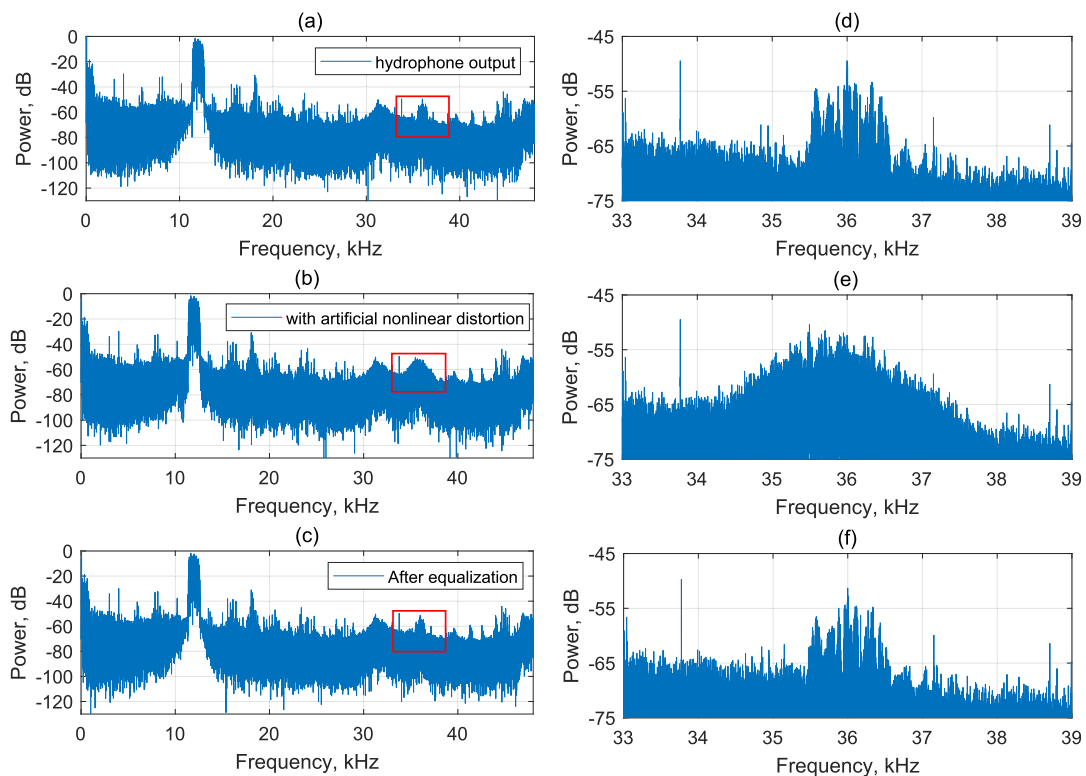 (a)
0
-20
-40
-60
-80
-100
-120
Power, dB
hydrophone output
0 10 20 30 40
Frequency, kHz
(d)
-45
-55
-65
-75
Power, dB
33 34 35 36 37 38 39
Frequency, kHz
(b)
0
-20
-40
-60
-80
-100
-120
Power, dB
with artificial nonlinear distortion
0 10 20 30 40
Frequency, kHz
(e)
-45
-55
-65
-75
Power, dB
33 34 35 36 37 38 39
Frequency, kHz
(c)
0
-20
-40
-60
-80
-100
-120
Power, dB
After equalization
0 10 20 30 40
Frequency, kHz
(f)
-45
-55
-65
-75
Power, dB
33 34 35 36 37 38 39
Frequency, kHz